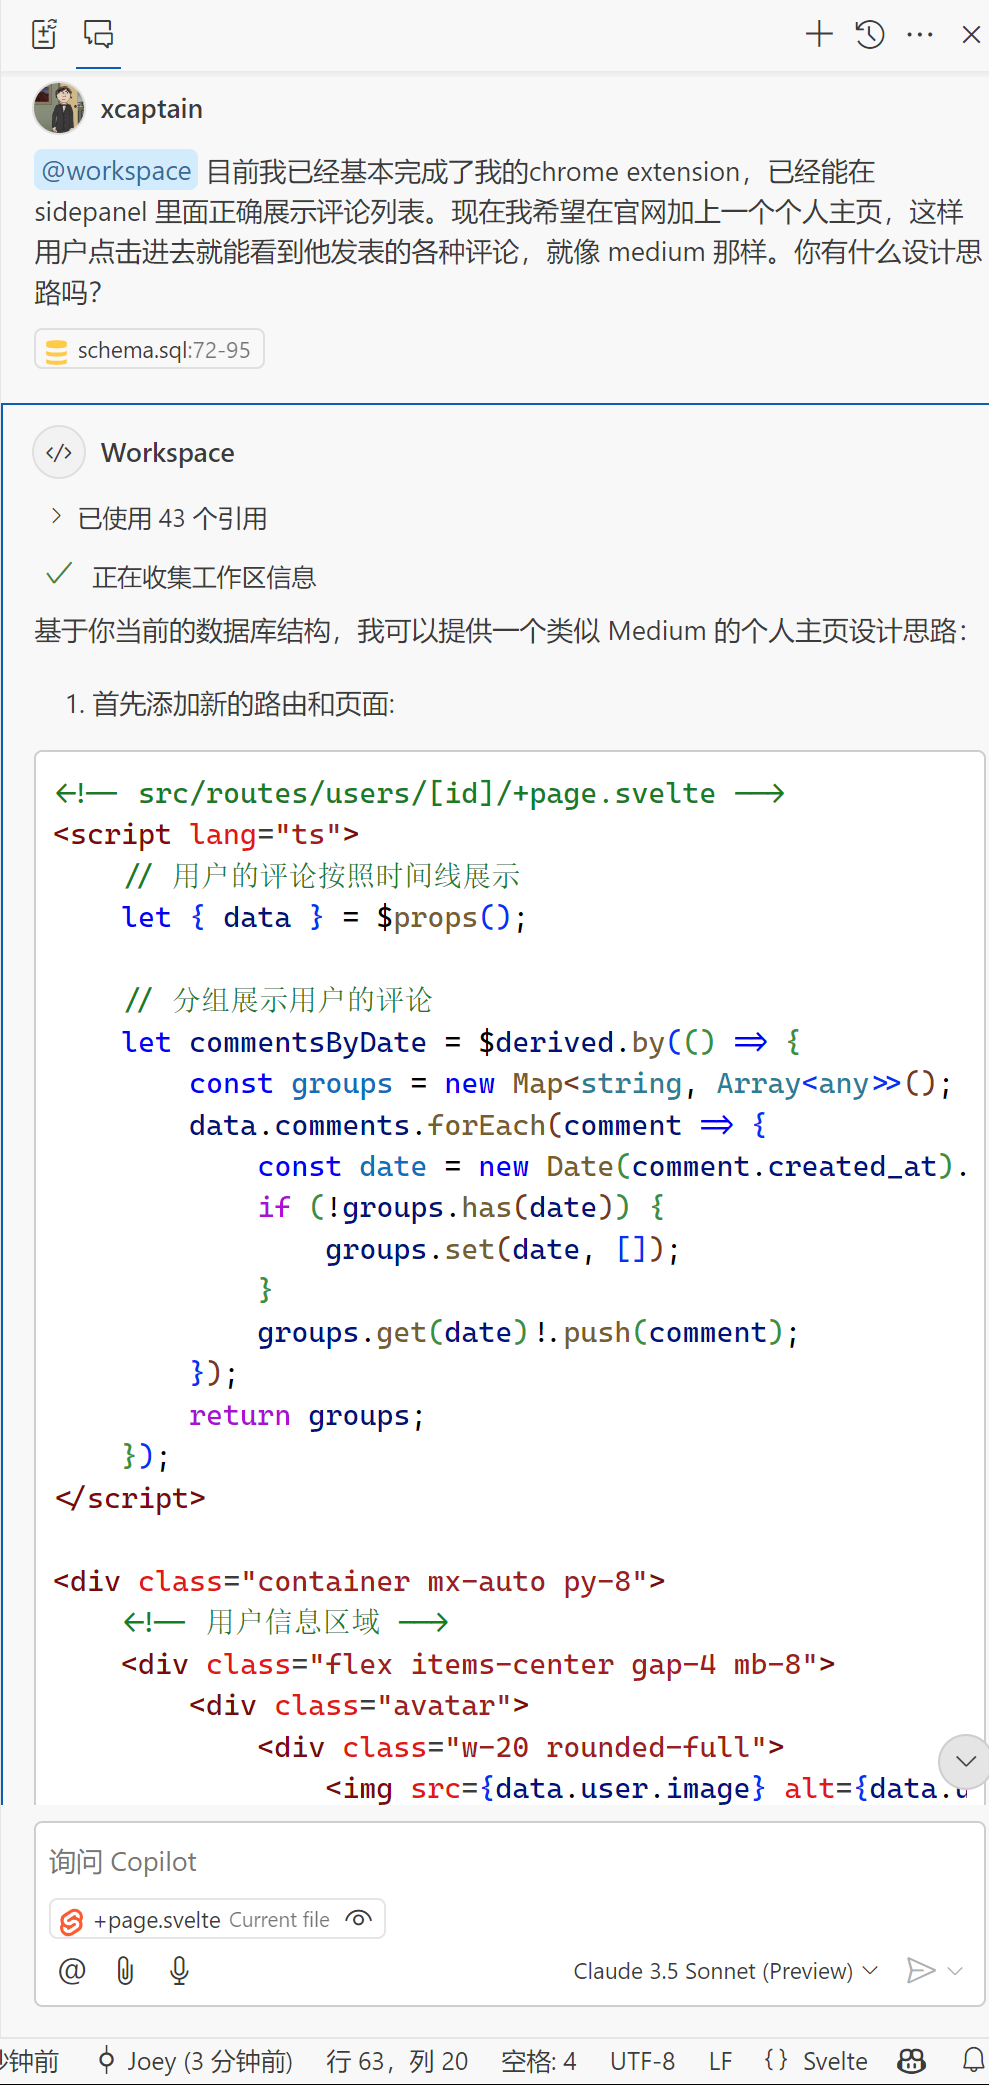 xcaptain
@workspace 目前我已经基本完成了我的chrome extension，已经能在
sidepanel 里面正确展示评论列表。现在我希望在官网加上一个个人主页，这样
用户点击进去就能看到他发表的各种评论，就像 medium 那样。你有什么设计思
路吗？
schema.sql:72-95
Workspace
已使用 43 个引用
正在收集工作区信息
基于你当前的数据库结构，我可以提供一个类似 Medium 的个人主页设计思路：
1. 首先添加新的路由和页面:
<!-- src/routes/users/[id]/+page.svelte -->
<script lang="ts">
    // 用户的评论按照时间线展示
    let { data } = $props();
    // 分组展示用户的评论
    let commentsByDate = $derived.by(() => {
        const groups = new Map<string, Array<any>>();
        data.comments.forEach(comment => {
            const date = new Date(comment.created_at).
            if (!groups.has(date)) {
                groups.set(date, []);
            }
            groups.get(date)!.push(comment);
        });
        return groups;
    });
</script>
<div class="container mx-auto py-8">
    <!-- 用户信息区域 -->
    <div class="flex items-center gap-4 mb-8">
        <div class="avatar">
            <div class="w-20 rounded-full">
                <img src={data.user.image} alt={data.
询问 Copilot
+page.svelte Current file
@
Claude 3.5 Sonnet (Preview)
钟前 Joey (3 分钟前) 行 63，列 20 空格: 4 UTF-8 LF {} Svelte